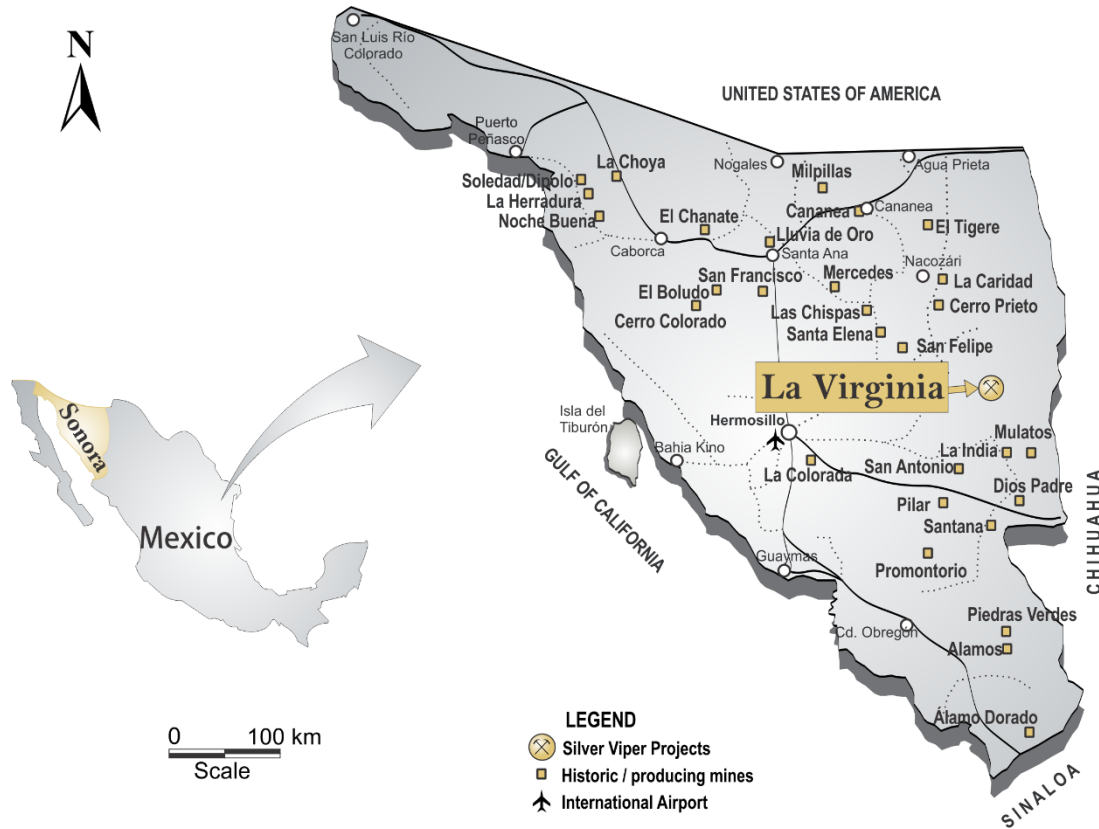 San Luis Río
Colorado
N
UNITED STATES OF AMERICA
Puerto
Peñasco
Nogales
Agua Prieta
La Choya
Milpillas
Soledad/Dipolo
La Herradura
Noche Buena
El Chanate
Cananea
Cananea
El Tigere
Lluvia de Oro
Caborca
Santa Ana
Nacozári
San Francisco
Mercedes
La Caridad
El Boludo
Cerro Prieto
Cerro Colorado
Las Chispas
Santa Elena
San Felipe
La Virginia
Isla del
Tiburón
Hermosillo
Bahia Kino
La Colorada
San Antonio
La India
Mulatos
Dios Padre
Pilar
Santana
Promontorio
GULF OF CALIFORNIA
CHIHUAHUA
Guaymas
Cd. Obregón
Piedras Verdes
Alamos
Alamo Dorado
SINALOA
Sonora
Mexico
0 100 km
Scale
LEGEND
Silver Viper Projects
Historic / producing mines
International Airport